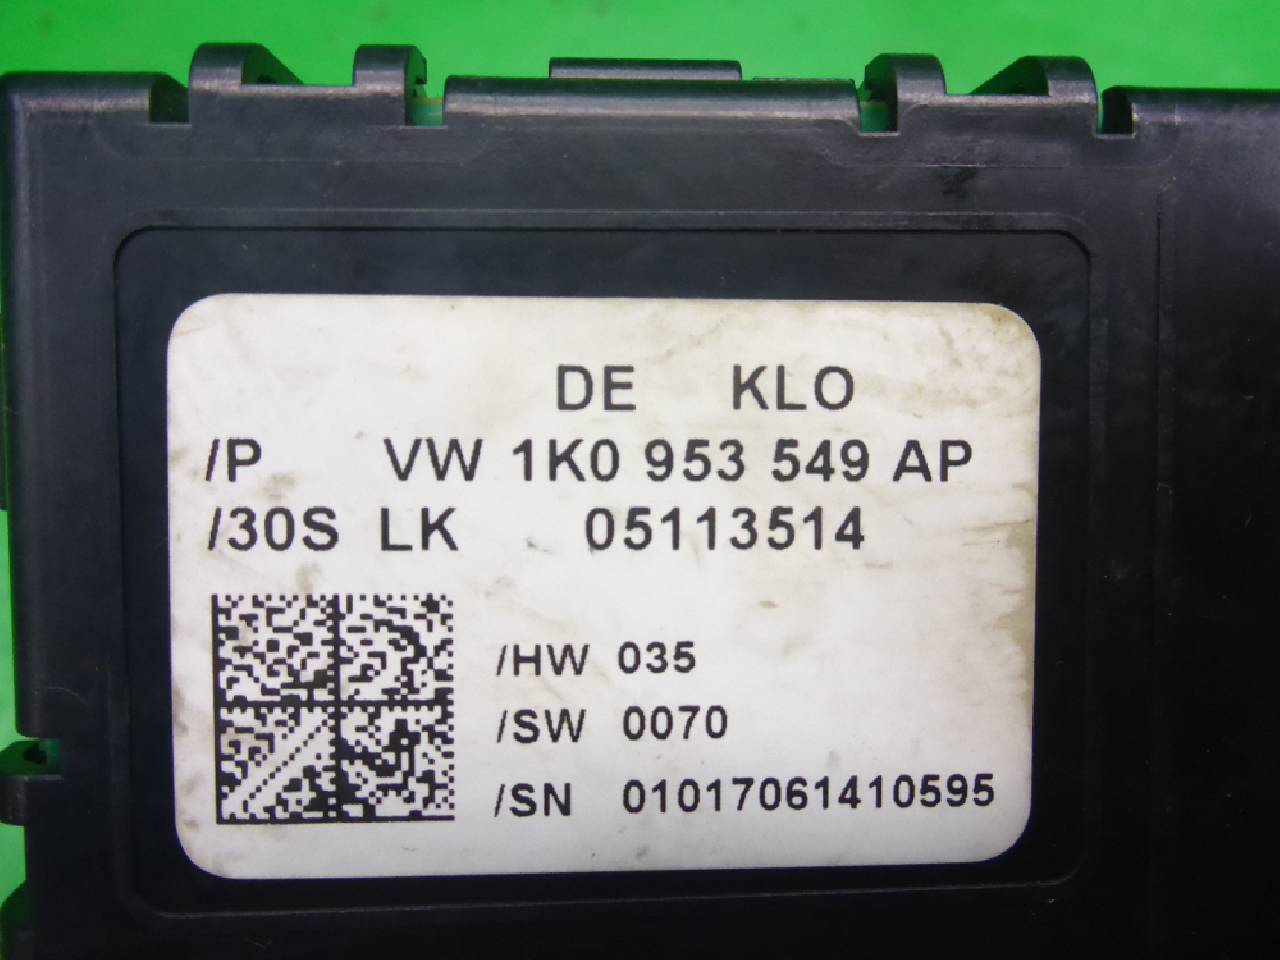 DE KLO
/P VW 1K0 953 549 AP
/30S LK 05113514
/HW 035
/SW 0070
/SN 01017061410595